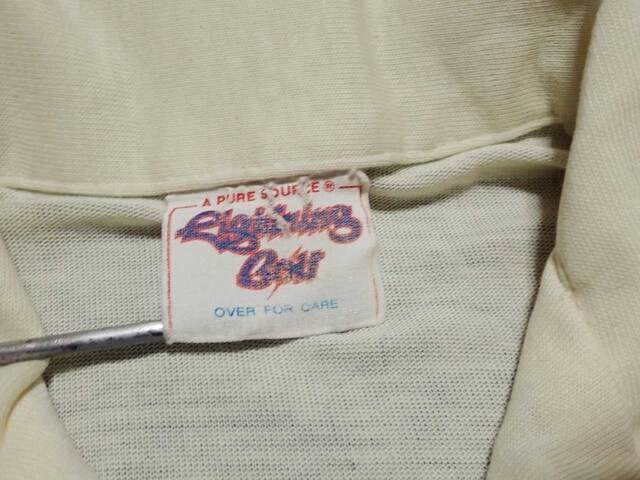 A PURE SOURCE®
Lightning
Bolt
OVER FOR CARE